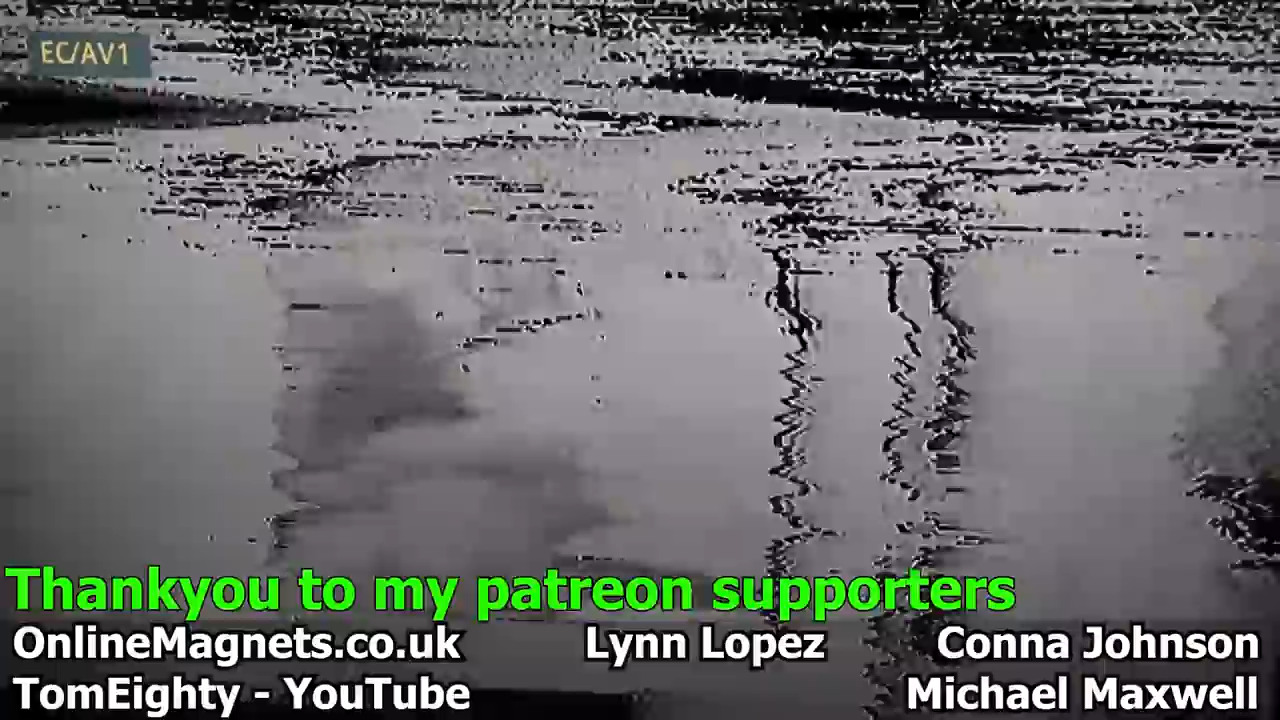 EC/AV1
Thankyou to my patreon supporters
OnlineMagnets.co.uk Lynn Lopez Conna Johnson
TomEighty - YouTube Michael Maxwell